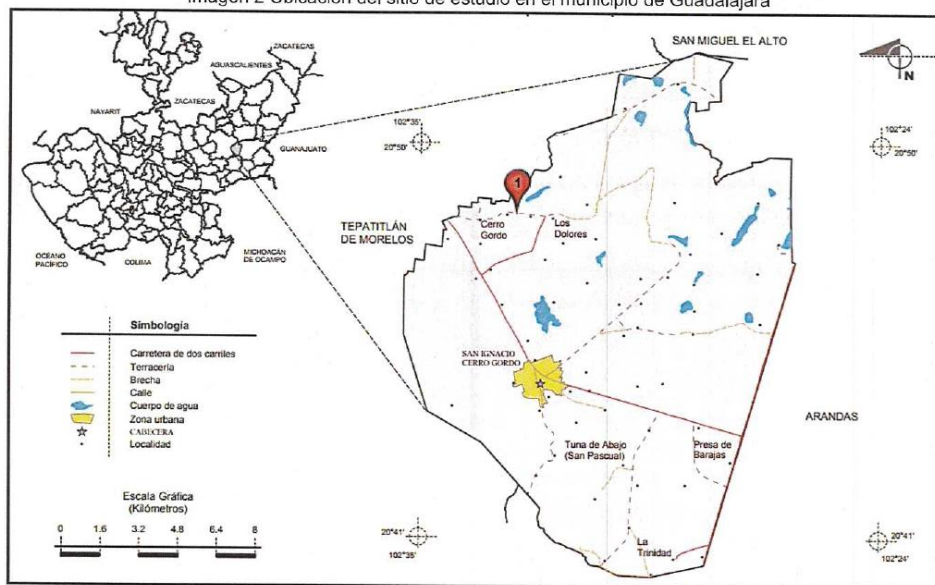 Imagen 2 Ubicación del sitio de estudio en el municipio de Guadalajara
ZACATECAS
AGUASCALIENTES
NAYARIT
ZACATECAS
GUANAJUATO
OCÉANO
PACÍFICO
COLIMA
MICHOACÁN
DE OCAMPO
SAN MIGUEL EL ALTO
N
102°35'
20°50'
102°24'
20°50'
1
TEPATITLÁN
DE MORELOS
Cerro
Gordo
Los
Dolores
SAN IGNACIO
CERRO GORDO
ARANDAS
Tuna de Abajo
(San Pascual)
Presa de
Barajas
La
Trinidad
20°41'
102°35'
20°41'
102°24'
Simbología
Carretera de dos carriles
Terracería
Brecha
Calle
Cuerpo de agua
Zona urbana
CABECERA
Localidad
Escala Gráfica
(Kilómetros)
0 1.6 3.2 4.8 6.4 8